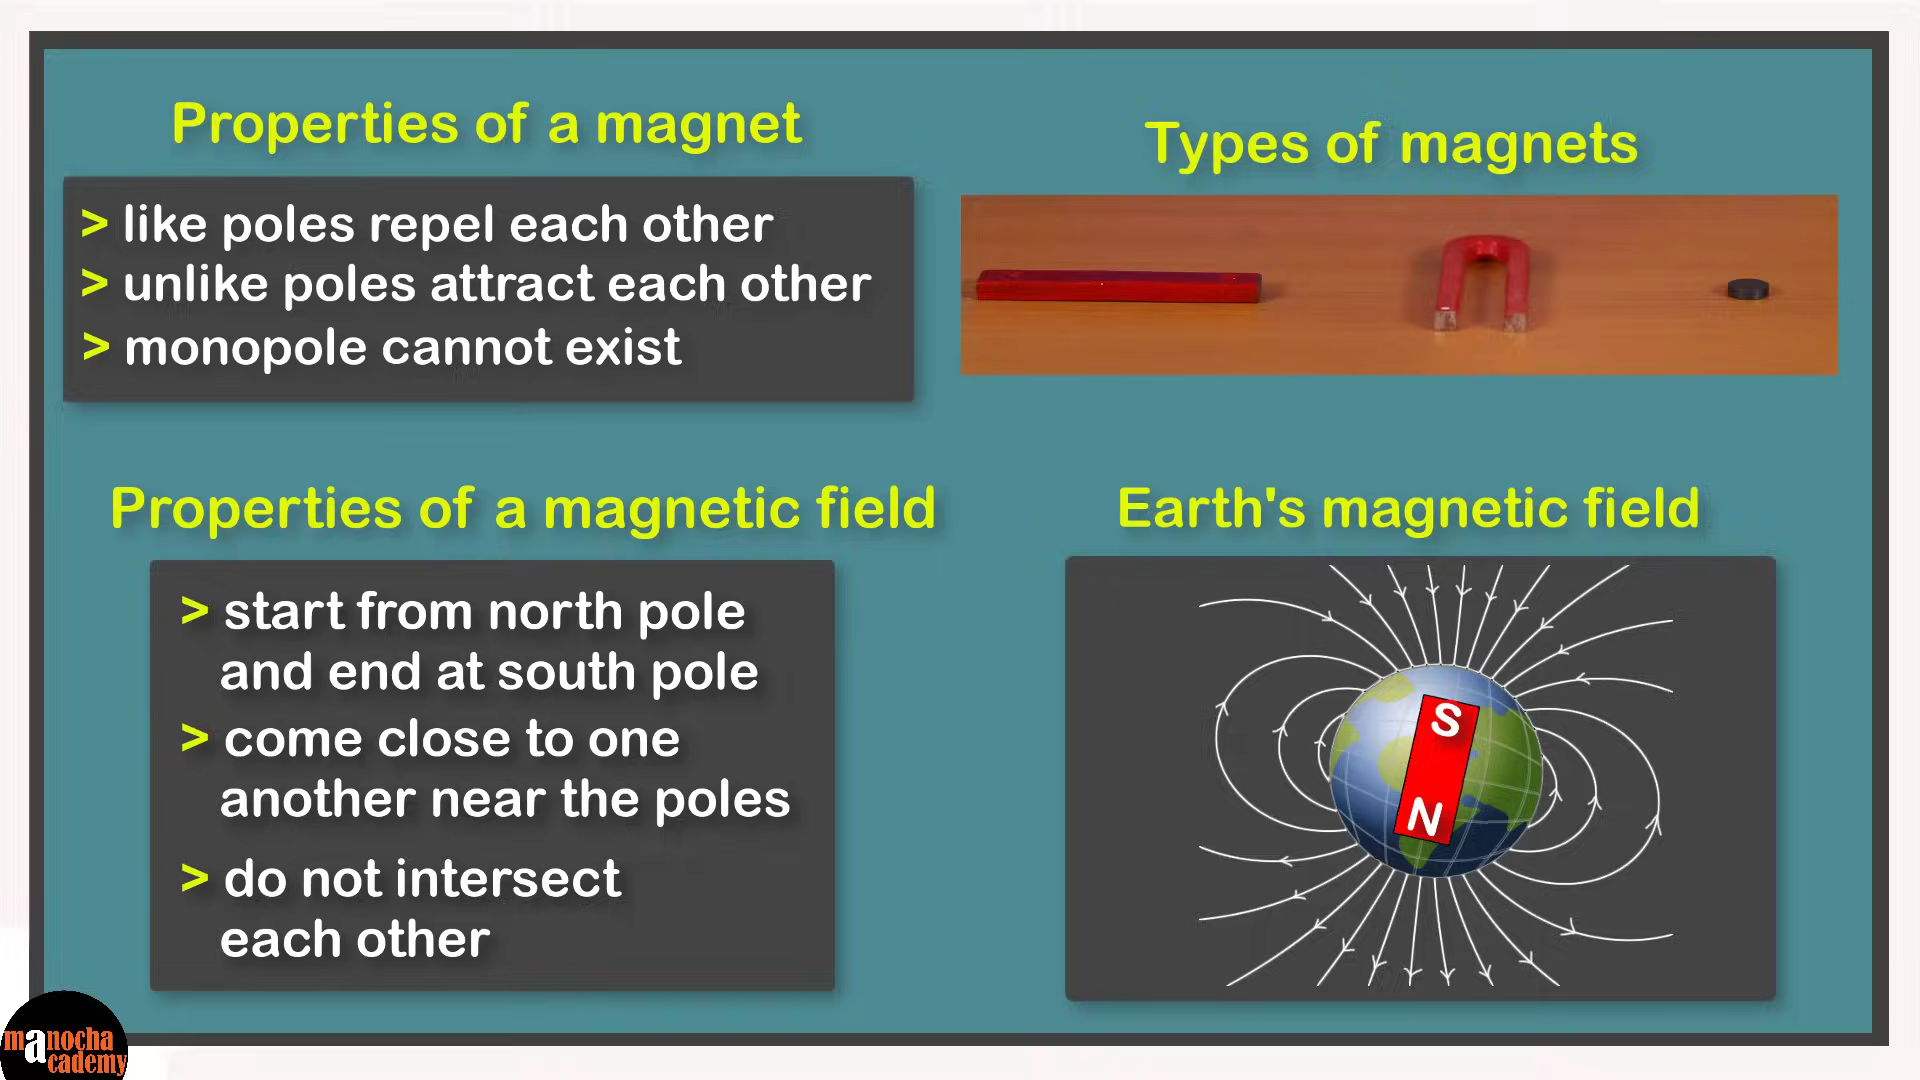 Properties of a magnet
> like poles repel each other
> unlike poles attract each other
> monopole cannot exist
Types of magnets
Properties of a magnetic field
> start from north pole
and end at south pole
> come close to one
another near the poles
> do not intersect
each other
Earth's magnetic field
S
N
manocha
academy